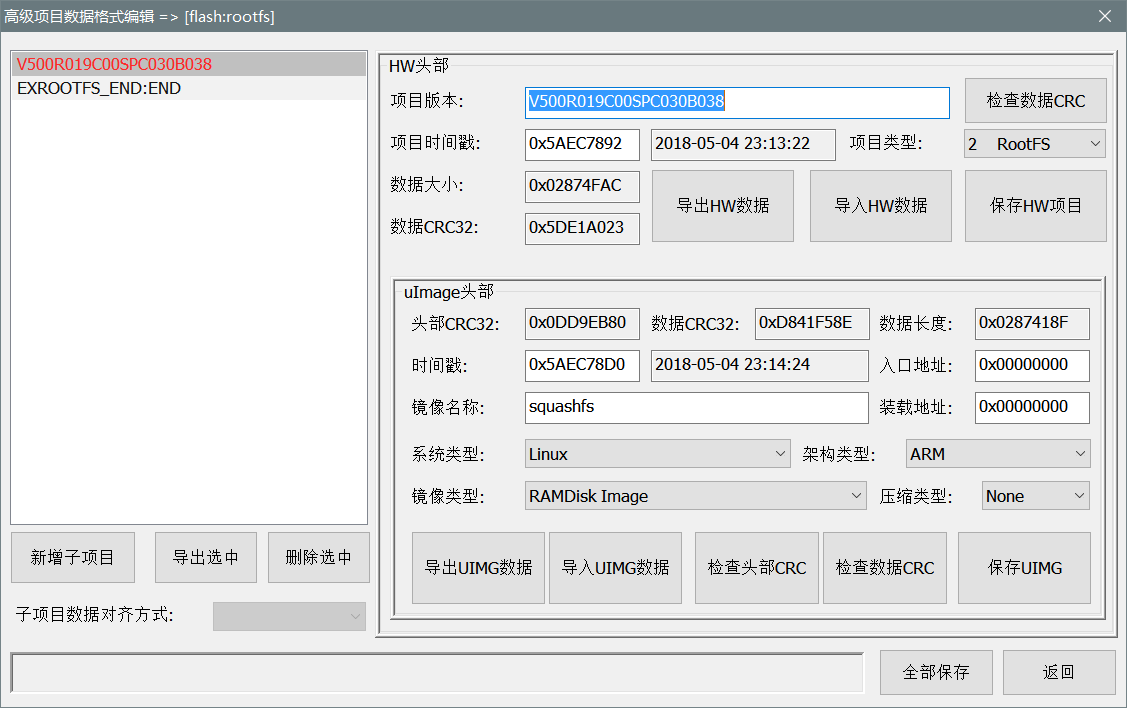 高级项目数据格式编辑 => [flash:rootfs]
V500R019C00SPC030B038
EXROOTFS_END:END
新增子项目 导出选中 删除选中
子项目数据对齐方式:
HW头部
项目版本: V500R019C00SPC030B038 检查数据CRC
项目时间戳: 0x5AEC7892 2018-05-04 23:13:22 项目类型: 2 RootFS
数据大小: 0x02874FAC
数据CRC32: 0x5DE1A023
导出HW数据 导入HW数据 保存HW项目
uImage头部
头部CRC32: 0x0DD9EB80 数据CRC32: 0xD841F58E 数据长度: 0x0287418F
时间戳: 0x5AEC78D0 2018-05-04 23:14:24 入口地址: 0x00000000
镜像名称: squashfs 装载地址: 0x00000000
系统类型: Linux 架构类型: ARM
镜像类型: RAMDisk Image 压缩类型: None
导出UIMG数据 导入UIMG数据 检查头部CRC 检查数据CRC 保存UIMG
全部保存 返回